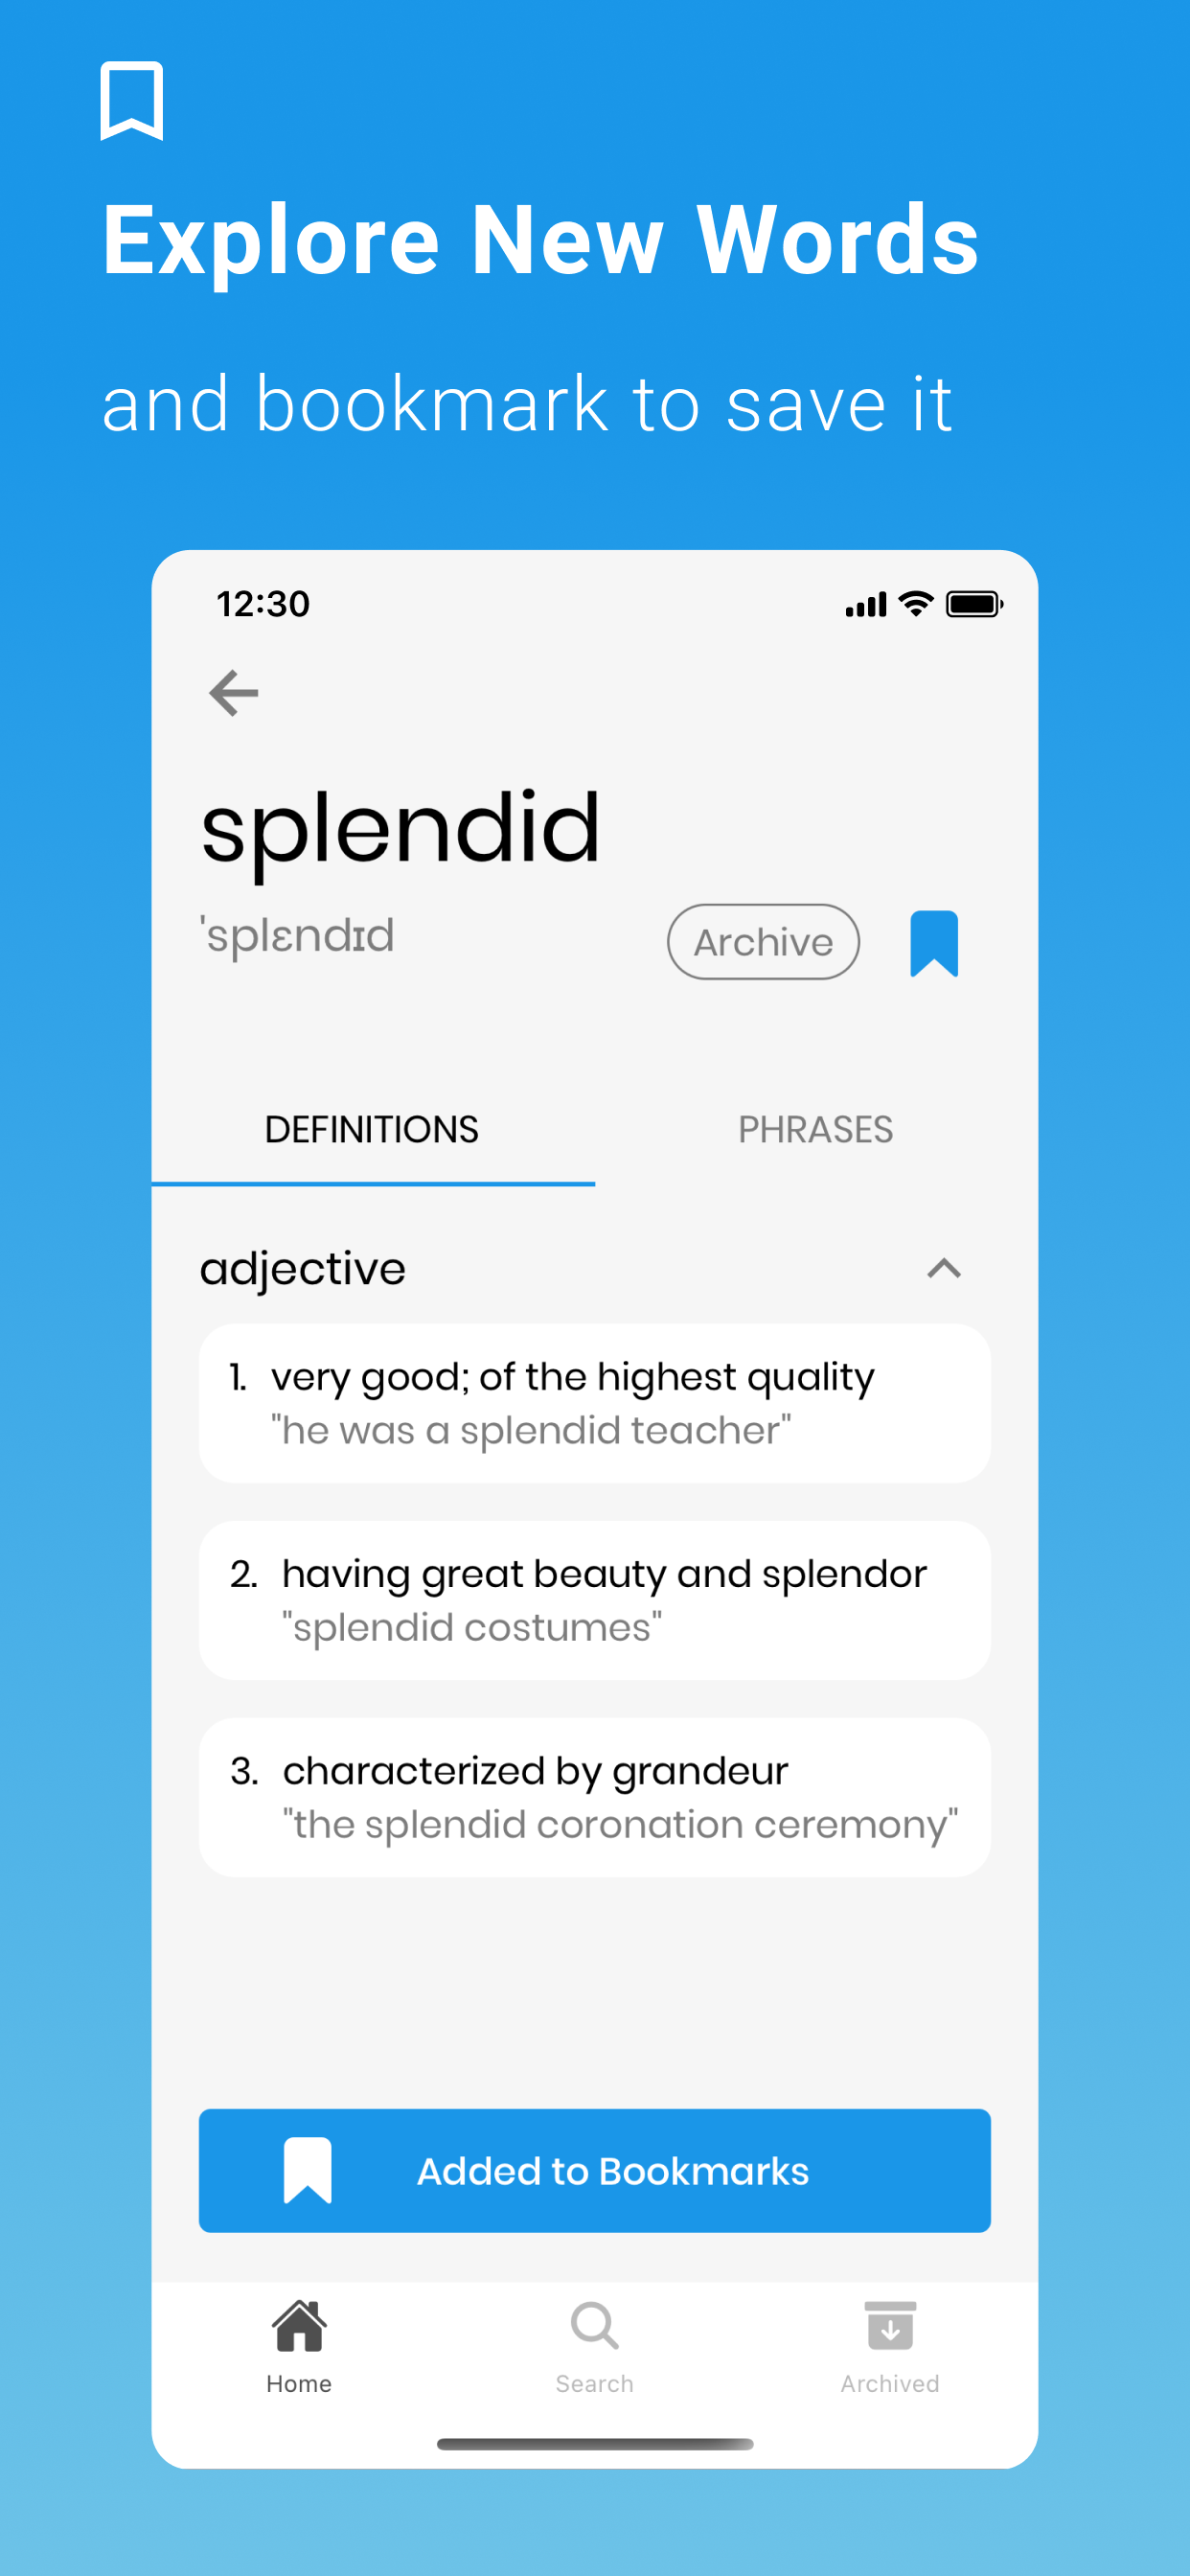 Explore New Words
and bookmark to save it
12:30
splendid
ˈsplɛndɪd
Archive
DEFINITIONS
PHRASES
adjective
1. very good; of the highest quality
"he was a splendid teacher"
2. having great beauty and splendor
"splendid costumes"
3. characterized by grandeur
"the splendid coronation ceremony"
Added to Bookmarks
Home
Search
Archived